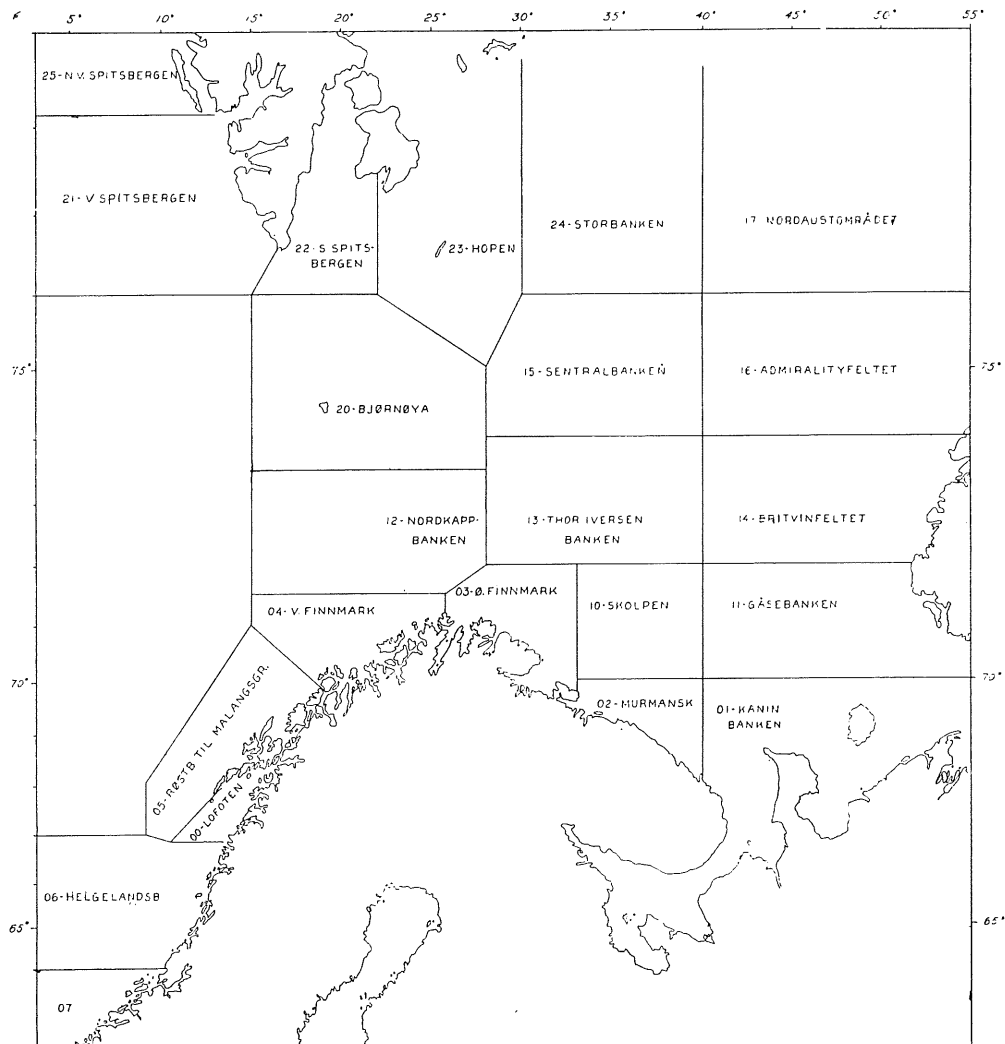 5° 10° 15° 20° 25° 30° 35° 40° 45° 50° 55°
25-N V. SPITSBERGEN
21- V SPITSBERGEN
22-S SPITS-
BERGEN
23-HOPEN
24-STORBANKEN
17 NORDAUSTOMRÅDET
75°
15-SENTRALBANKEN
16-ADMIRALITYFELTET
75°
20-BJØRNØYA
12-NORDKAPP-
BANKEN
13-THOR IVERSEN
BANKEN
14-BRITVINFELTET
04-V. FINNMARK
03-Ø. FINNMARK
10-SKOLPEN
11-GÅSEBANKEN
70°
70°
05-RØSTB TIL MALANGSGR.
02-MURMANSK
01-KANIN
BANKEN
00-LOFOTEN
06-HELGELANDSB
65°
65°
07